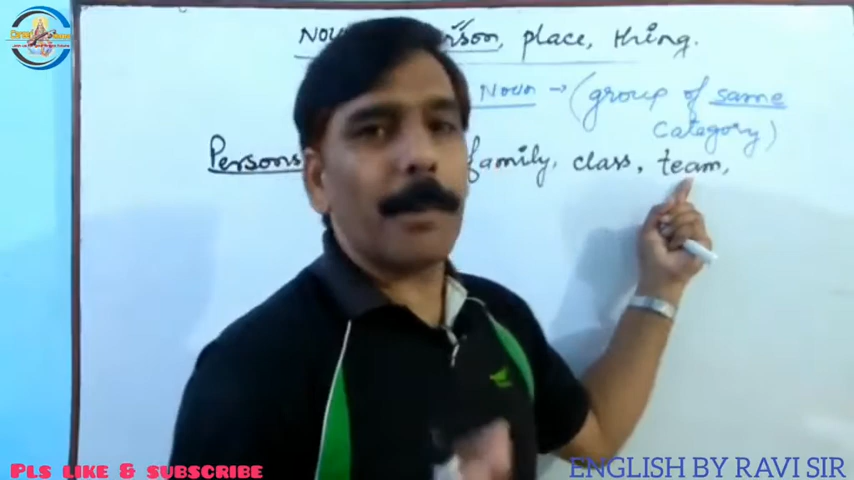 Noun person, place, thing.
Noun → (group of same
category)
Persons family, class, team,
Pls like & subscribe
ENGLISH BY RAVI SIR